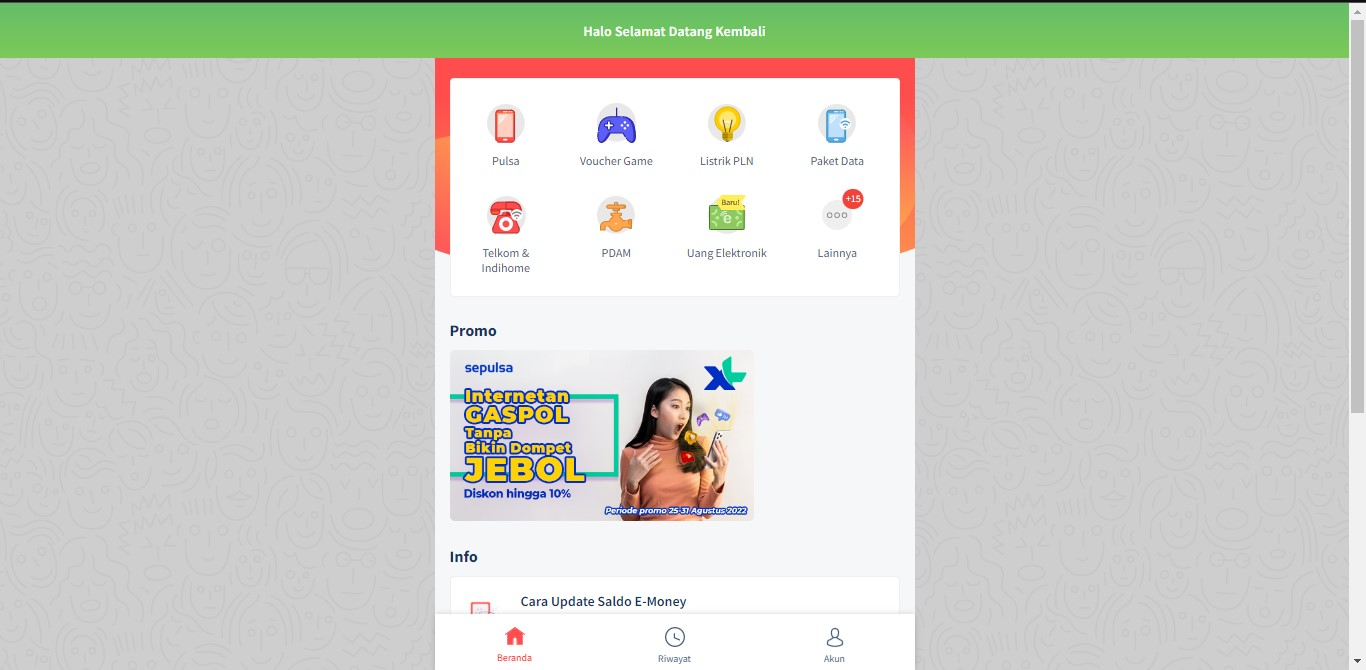 Halo Selamat Datang Kembali
Pulsa
Voucher Game
Listrik PLN
Paket Data
Telkom &
Indihome
PDAM
Baru!
e
Uang Elektronik
+15
Lainnya
Promo
sepulsa
XL
Internetan
GASPOL
Tanpa
Bikin Dompet
JEBOL
Diskon hingga 10%
Periode promo 25-31 Agustus 2022
Info
Cara Update Saldo E-Money
Beranda
Riwayat
Akun